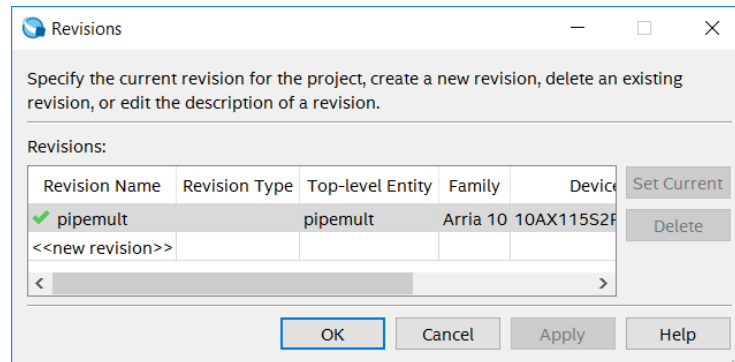 Revisions
Specify the current revision for the project, create a new revision, delete an existing
revision, or edit the description of a revision.
Revisions:
Revision Name Revision Type Top-level Entity Family Device
pipemult pipemult Arria 10 10AX115S2F
<<new revision>>
Set Current
Delete
OK Cancel Apply Help